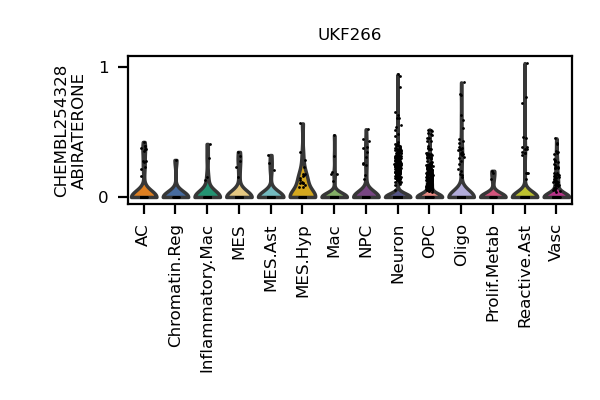 UKF266
CHEMBL254328
ABIRATERONE
1
0
AC
Chromatin.Reg
Inflammatory.Mac
MES
MES.Ast
MES.Hyp
Mac
NPC
Neuron
OPC
Oligo
Prolif.Metab
Reactive.Ast
Vasc